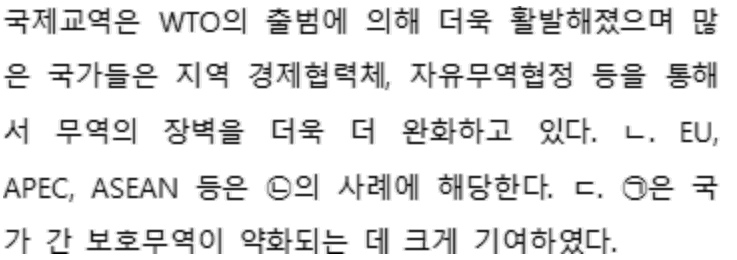 국제교역은 WTO의 출범에 의해 더욱 활발해졌으며 많
은 국가들은 지역 경제협력체, 자유무역협정 등을 통해
서 무역의 장벽을 더욱 더 완화하고 있다. ㄴ. EU,
APEC, ASEAN 등은 ㉡의 사례에 해당한다. ㄷ. ㉠은 국
가 간 보호무역이 약화되는 데 크게 기여하였다.